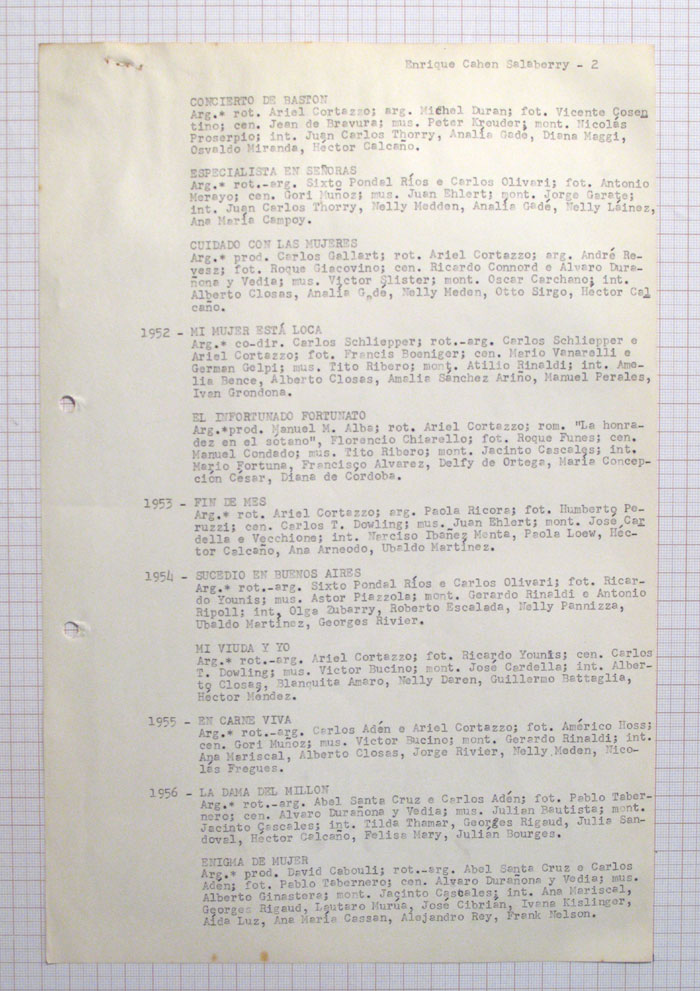 Enrique Cahen Salaberry - 2
CONCIERTO DE BASTON
Arg.* rot. Ariel Cortazzo; arg. Michel Duran; fot. Vicente Cosen
tino; cen. Jean de Bravura; mus. Peter Kreuder; mont. Nicolás
Proserpio; int. Juan Carlos Thorry, Analía Gadé, Diana Maggi,
Osvaldo Miranda, Héctor Calcaño.
ESPECIALISTA EN SEÑORAS
Arg.* rot.-arg. Sixto Pondal Ríos e Carlos Olivari; fot. Antonio
Merayo; cen. Gori Muñoz; mus. Juan Ehlert; mont. Jorge Garate;
int. Juan Carlos Thorry, Nelly Medden, Analía Gadé, Nelly Láinez,
Ana María Campoy.
CUIDADO CON LAS MUJERES
Arg.* prod. Carlos Gallart; rot. Ariel Cortazzo; arg. André Re-
vesz; fot. Roque Giacovino; cen. Ricardo Connord e Alvaro Dura-
ñona y Vedia; mus. Victor Slister; mont. Oscar Carchano; int.
Alberto Closas, Analía Gadé, Nelly Meden, Otto Sirgo, Héctor Cal
caño.
1952 - MI MUJER ESTÁ LOCA
Arg.* co-dir. Carlos Schliepper; rot.-arg. Carlos Schliepper e
Ariel Cortazzo; fot. Francis Boeniger; cen. Mario Vanarelli e
German Gelpi; mus. Tito Ribero; mont. Atilio Rinaldi; int. Ame-
lia Bence, Alberto Closas, Amalia Sánchez Ariño, Manuel Perales,
Ivan Grondona.
EL INFORTUNADO FORTUNATO
Arg.*prod. Manuel M. Alba; rot. Ariel Cortazzo; rom. "La honra-
dez en el sótano", Florencio Chiarello; fot. Roque Funes; cen.
Manuel Condado; mus. Tito Ribero; mont. Jacinto Cascales; int.
Mario Fortuna, Francisco Alvarez, Delfy de Ortega, María Concep-
ción César, Diana de Cordoba.
1953 - FIN DE MES
Arg.* rot. Ariel Cortazzo; arg. Paola Ricora; fot. Humberto Pe-
ruzzi; cen. Carlos T. Dowling; mus. Juan Ehlert; mont. José Car
della e Vecchione; int. Narciso Ibañez Menta, Paola Loew, Héc-
tor Calcaño, Ana Arneodo, Ubaldo Martínez.
1954 - SUCEDIO EN BUENOS AIRES
Arg.* rot.-arg. Sixto Pondal Ríos e Carlos Olivari; fot. Ricar-
do Younis; mus. Astor Piazzola; mont. Gerardo Rinaldi e Antonio
Ripoll; int, Olga Zubarry, Roberto Escalada, Nelly Pannizza,
Ubaldo Martínez, Georges Rivier.
MI VIUDA Y YO
Arg.* rot.-arg. Ariel Cortazzo; fot. Ricardo Younis; cen. Carlos
T. Dowling; mus. Victor Bucino; mont. José Cardella; int. Alber-
to Closas, Blanquita Amaro, Nelly Daren, Guillermo Battaglia,
Héctor Méndez.
1955 - EN CARNE VIVA
Arg.* rot.-arg. Carlos Adén e Ariel Cortazzo; fot. Américo Hoss;
cen. Gori Muñoz; mus. Victor Bucino; mont. Gerardo Rinaldi; int.
Ana Mariscal, Alberto Closas, Jorge Rivier, Nelly Meden, Nico-
lás Fregues.
1956 - LA DAMA DEL MILLON
Arg.* rot.-arg. Abel Santa Cruz e Carlos Adén; fot. Pablo Taber-
nero; cen. Alvaro Durañona y Vedia; mus. Julian Bautista; mont.
Jacinto Cascales; int. Tilda Thamar, Georges Rigaud, Julia San-
doval, Héctor Calcaño, Felisa Mary, Julian Bourges.
ENIGMA DE MUJER
Arg.* prod. David Cabouli; rot.-arg. Abel Santa Cruz e Carlos
Adén; fot. Pablo Tabernero; cen. Alvaro Durañona y Vedia; mus.
Alberto Ginastera; mont. Jacinto Cascales; int. Ana Mariscal,
Georges Rigaud, Lautaro Murúa, José Cibrián, Ivana Kislinger,
Aída Luz, Ana María Cassan, Alejandro Rey, Frank Nelson.